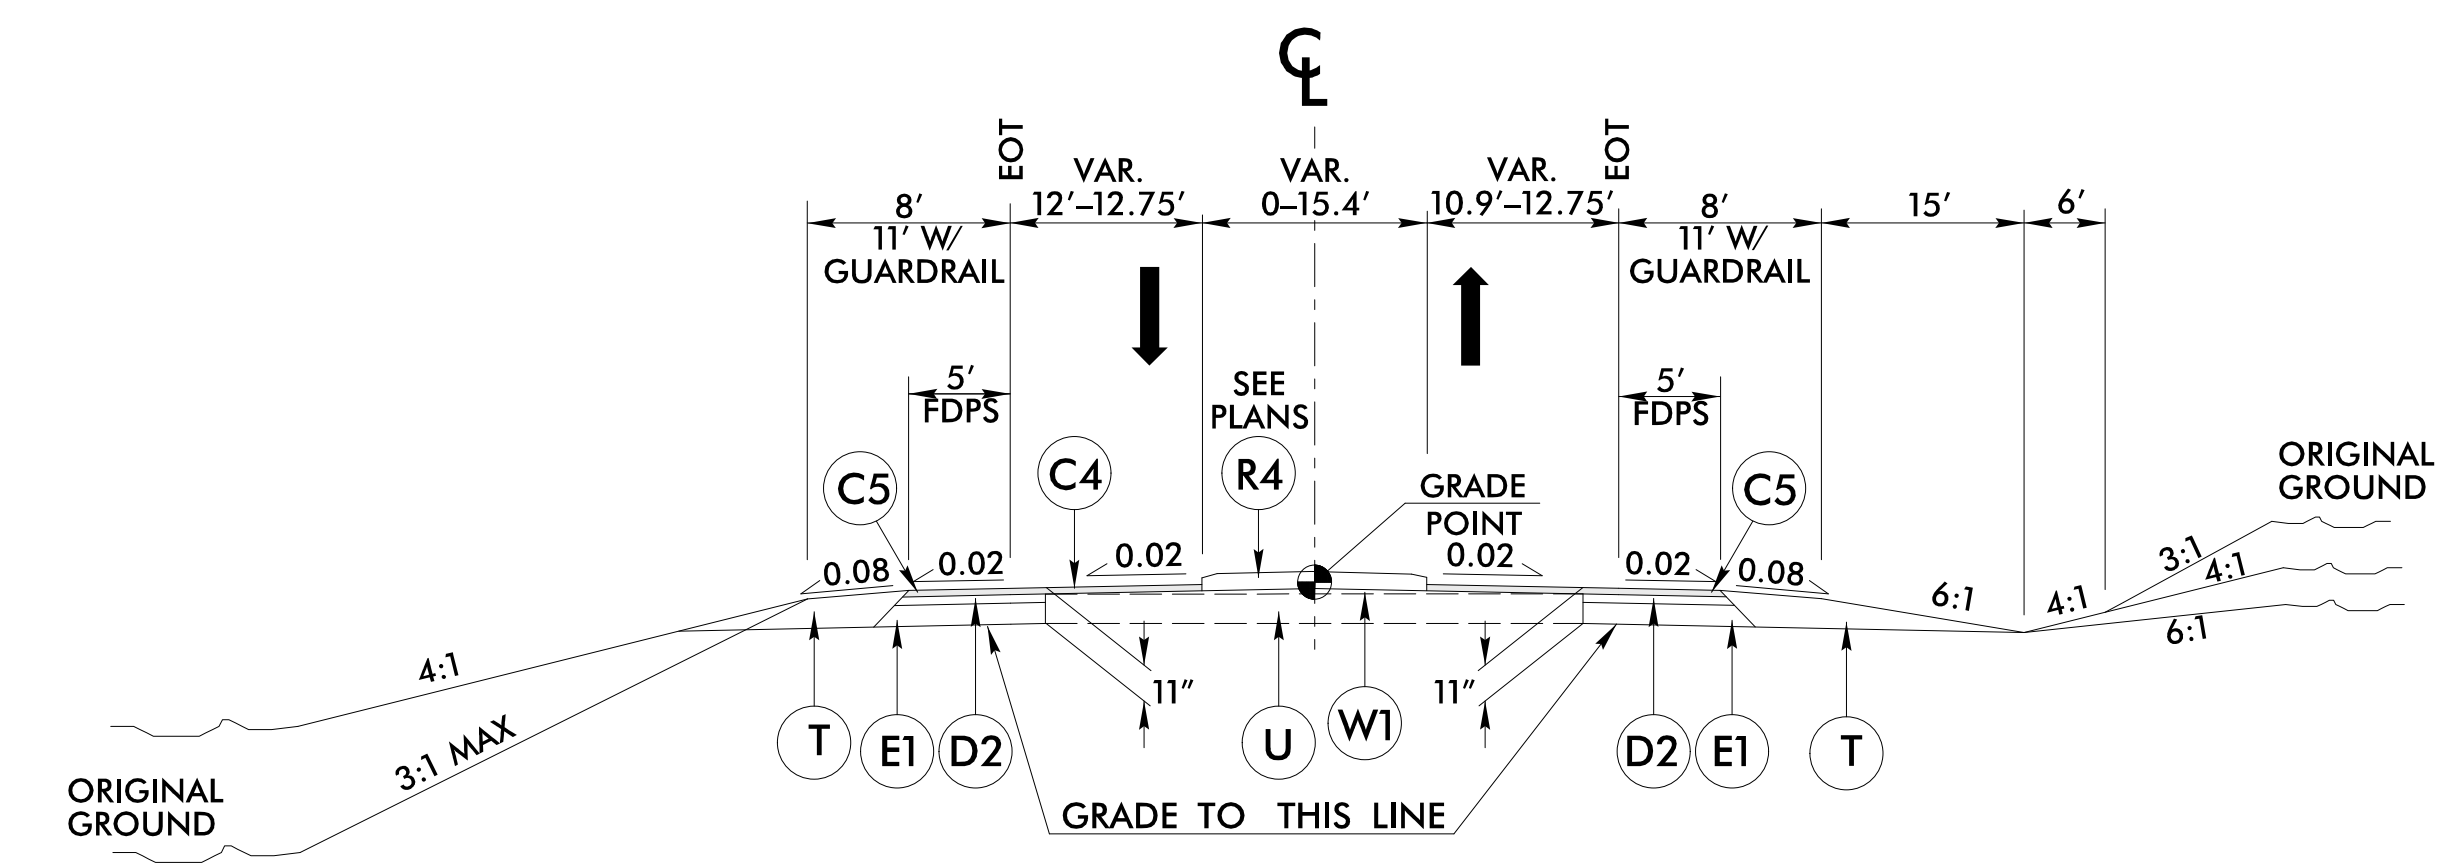 ℄
EOT
EOT
VAR.
VAR.
VAR.
8′
12′–12.75′
0–15.4′
10.9′–12.75′
8′
15′
6′
11′ W/
GUARDRAIL
11′ W/
GUARDRAIL
5′
FDPS
SEE
PLANS
5′
FDPS
C5
C4
R4
GRADE
POINT
C5
ORIGINAL
GROUND
0.08
0.02
0.02
0.02
0.02
0.08
6:1
4:1
3:1
4:1
6:1
4:1
3:1 MAX
11″
11″
T
E1
D2
U
W1
D2
E1
T
ORIGINAL
GROUND
GRADE TO THIS LINE